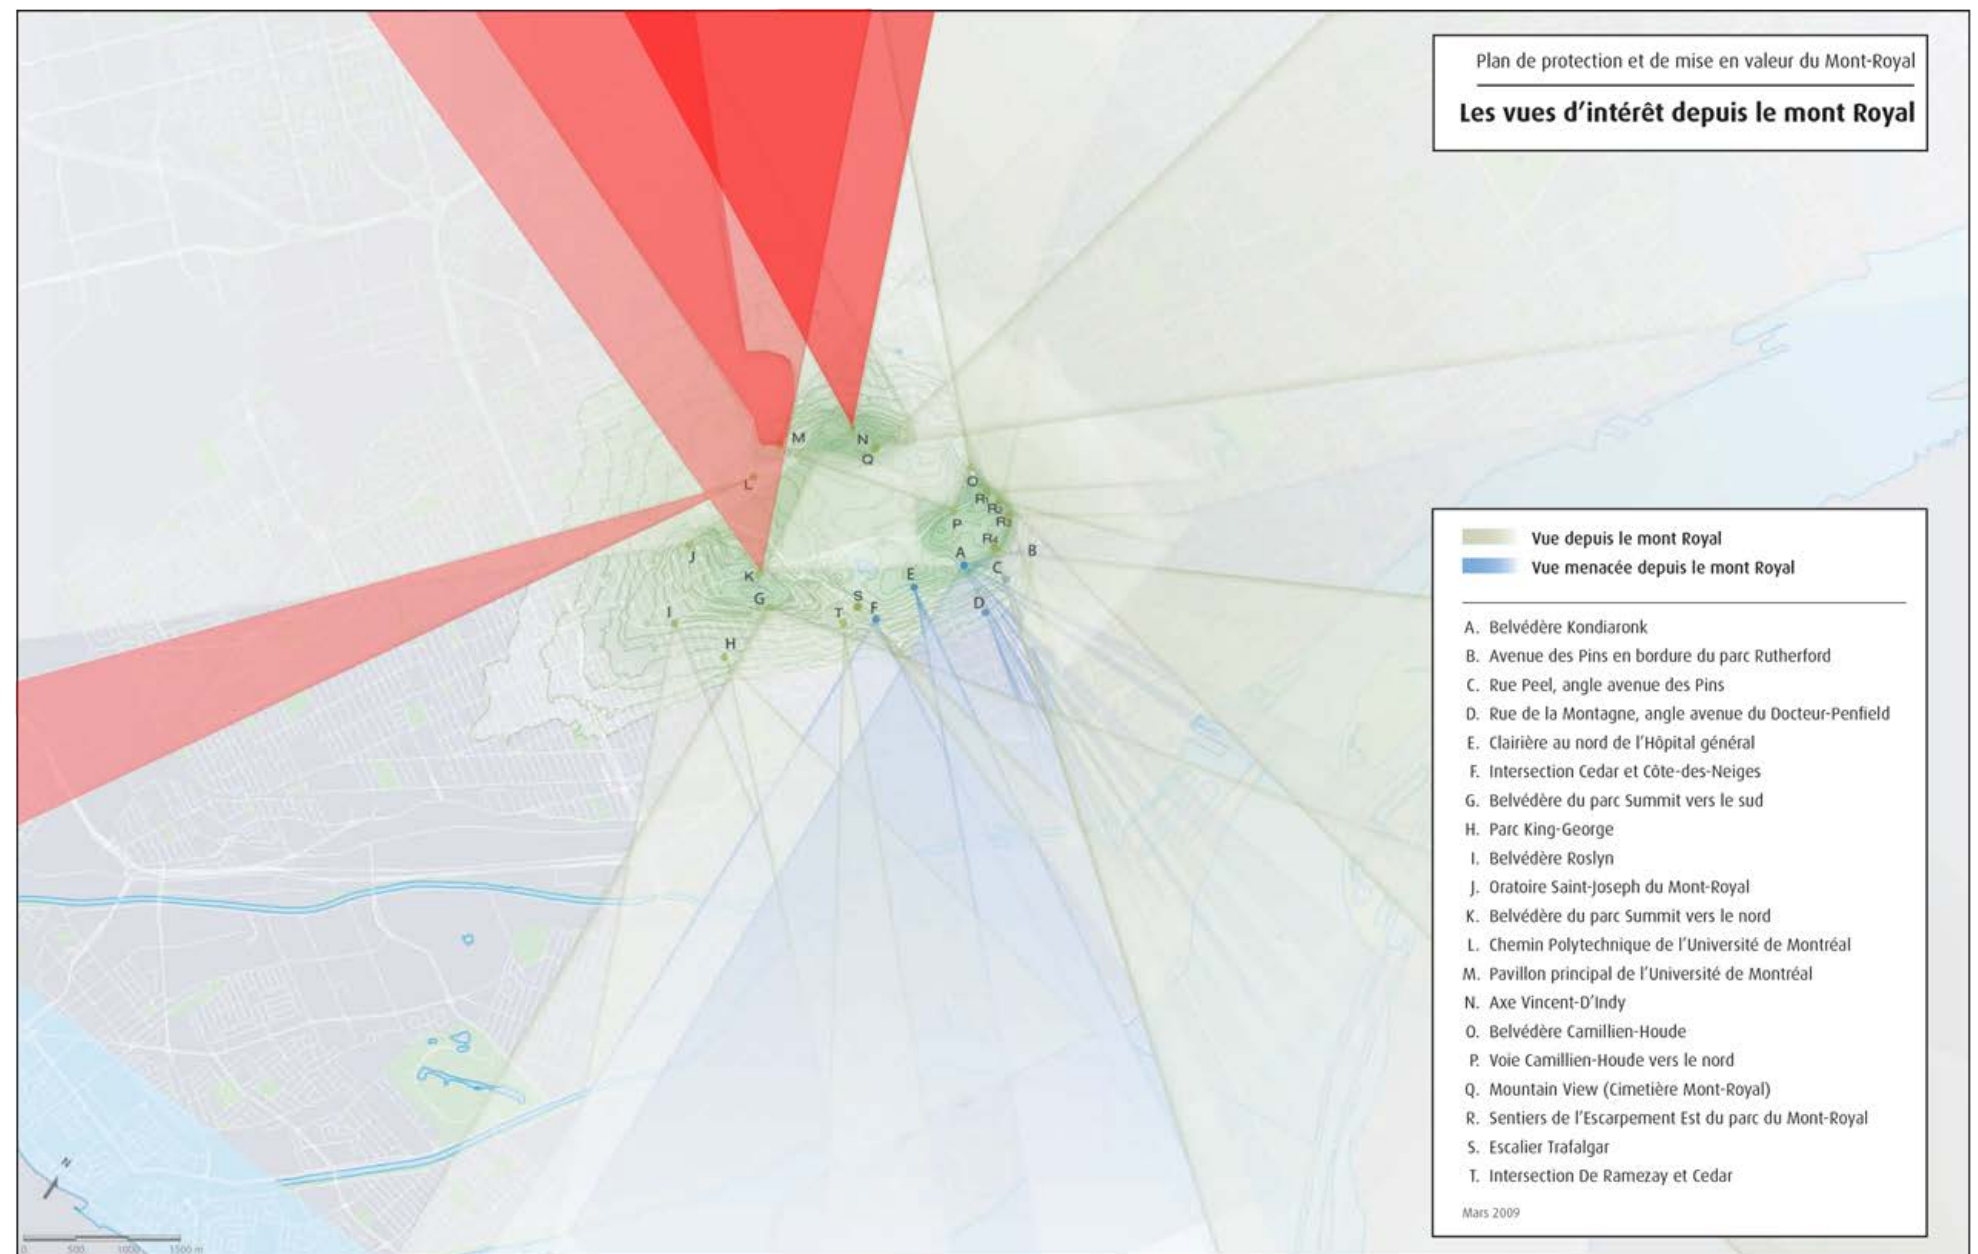 Plan de protection et de mise en valeur du Mont-Royal
Les vues d'intérêt depuis le mont Royal
M
N
Q
L
O
R1
R2
R3
P
R4
J
A
B
K
E
C
G
S
D
I
T
F
H
Vue depuis le mont Royal
Vue menacée depuis le mont Royal
A. Belvédère Kondiaronk
B. Avenue des Pins en bordure du parc Rutherford
C. Rue Peel, angle avenue des Pins
D. Rue de la Montagne, angle avenue du Docteur-Penfield
E. Clairière au nord de l'Hôpital général
F. Intersection Cedar et Côte-des-Neiges
G. Belvédère du parc Summit vers le sud
H. Parc King-George
I. Belvédère Roslyn
J. Oratoire Saint-Joseph du Mont-Royal
K. Belvédère du parc Summit vers le nord
L. Chemin Polytechnique de l'Université de Montréal
M. Pavillon principal de l'Université de Montréal
N. Axe Vincent-D'Indy
O. Belvédère Camillien-Houde
P. Voie Camillien-Houde vers le nord
Q. Mountain View (Cimetière Mont-Royal)
R. Sentiers de l'Escarpement Est du parc du Mont-Royal
S. Escalier Trafalgar
T. Intersection De Ramezay et Cedar
Mars 2009
N
0 500 1000 1500 m